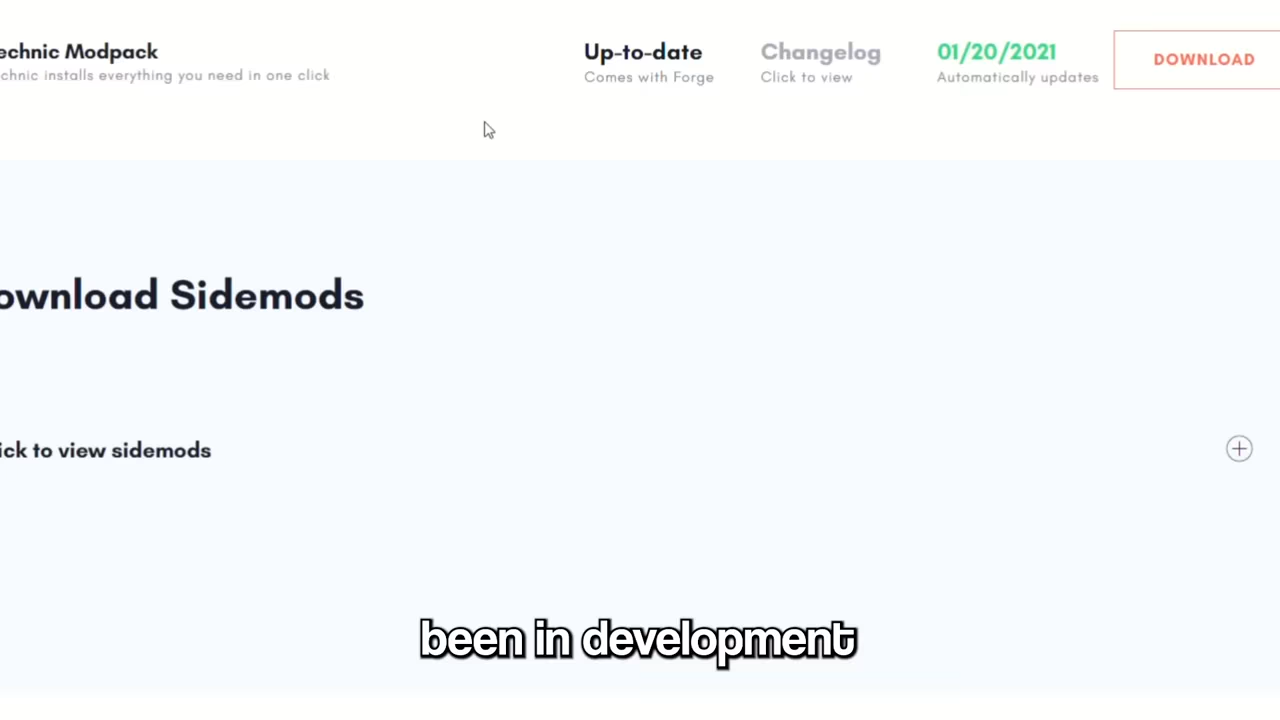 echnic Modpack
chnic installs everything you need in one click
Up-to-date
Comes with Forge
Changelog
Click to view
01/20/2021
Automatically updates
DOWNLOAD
ownload Sidemods
ick to view sidemods
been in development